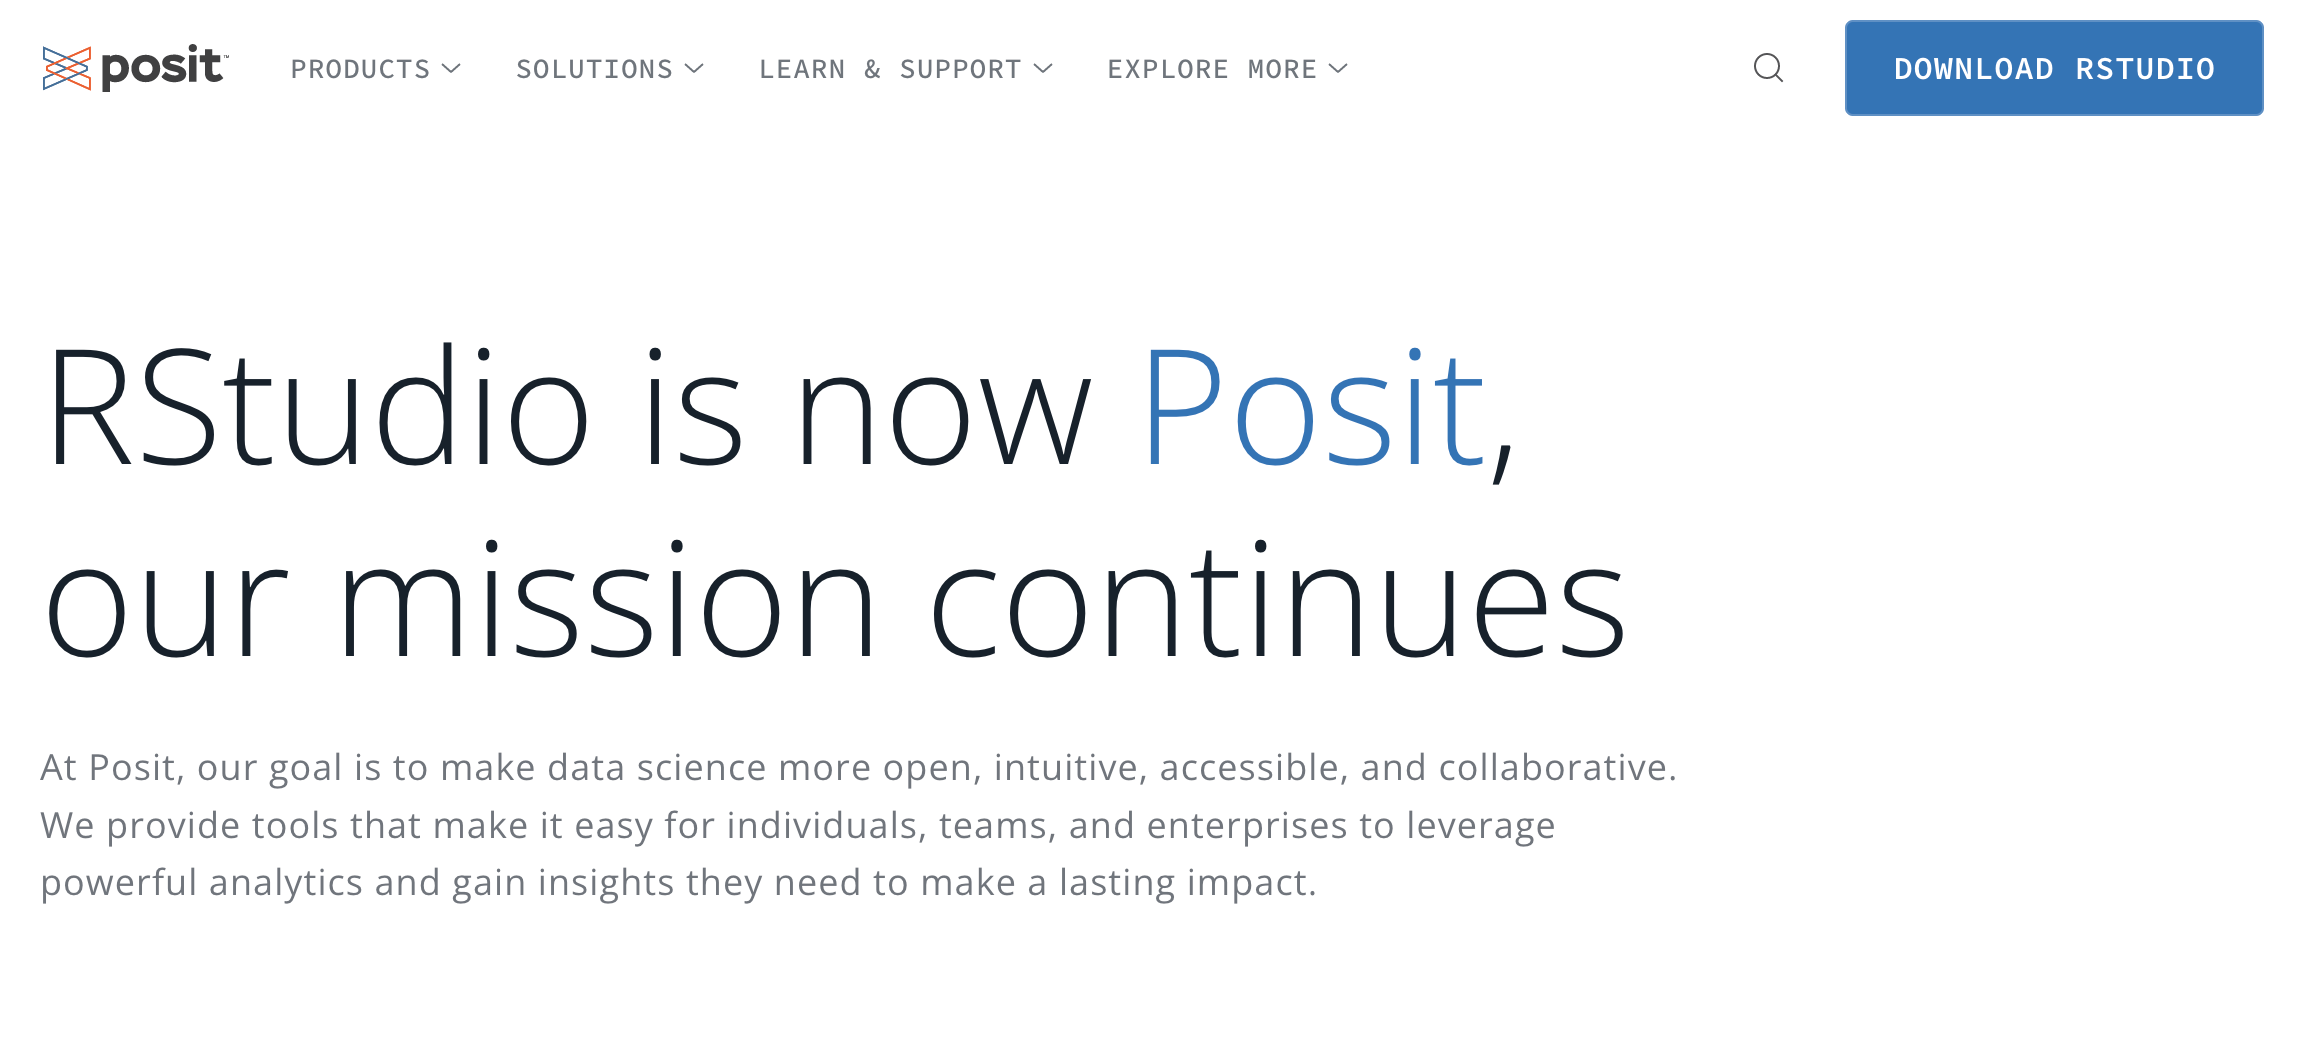 posit™
PRODUCTS
SOLUTIONS
LEARN & SUPPORT
EXPLORE MORE
DOWNLOAD RSTUDIO
RStudio is now Posit,
our mission continues
At Posit, our goal is to make data science more open, intuitive, accessible, and collaborative.
We provide tools that make it easy for individuals, teams, and enterprises to leverage
powerful analytics and gain insights they need to make a lasting impact.